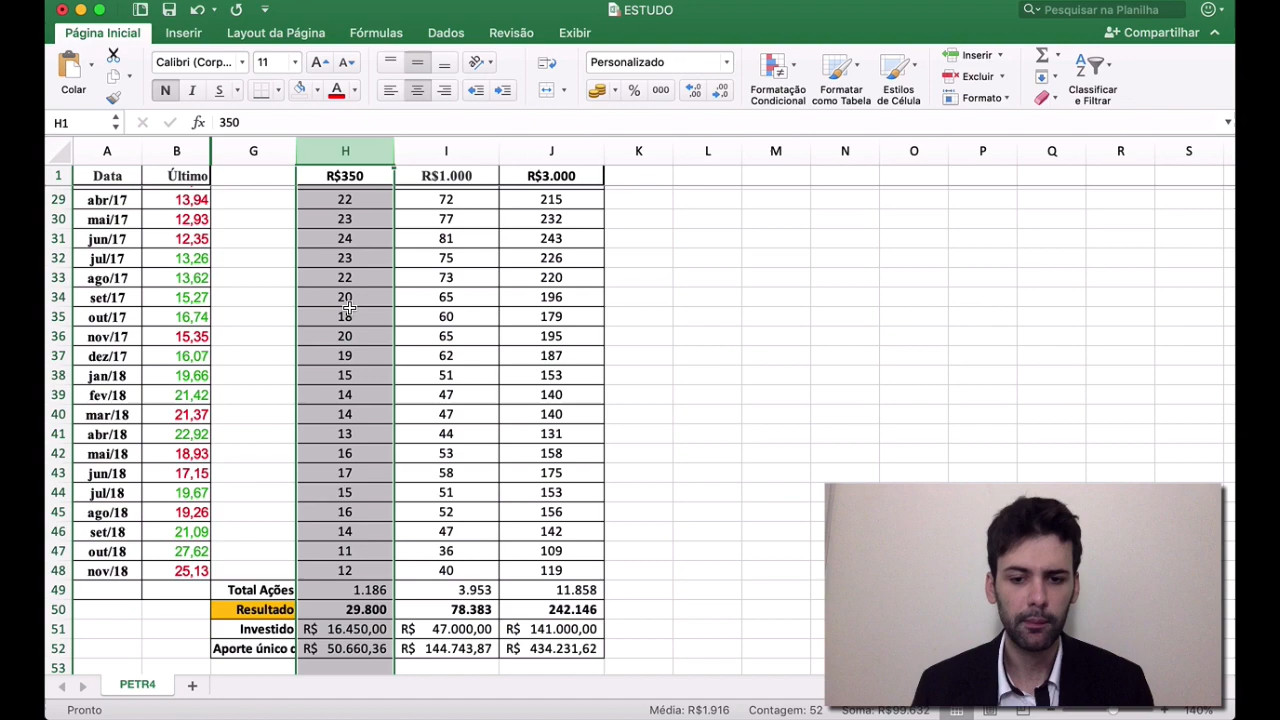 ESTUDO
Pesquisar na Planilha
Página Inicial Inserir Layout da Página Fórmulas Dados Revisão Exibir Compartilhar
Colar
Calibri (Corp... 11
N I S A
Personalizado
% 000
Formatação Condicional
Formatar como Tabela
Estilos de Célula
Inserir
Excluir
Formato
Classificar e Filtrar
H1 fx 350
A B G H I J K L M N O P Q R S
1 Data Último R$350 R$1.000 R$3.000
29 abr/17 13,94 22 72 215
30 mai/17 12,93 23 77 232
31 jun/17 12,35 24 81 243
32 jul/17 13,26 23 75 226
33 ago/17 13,62 22 73 220
34 set/17 15,27 20 65 196
35 out/17 16,74 18 60 179
36 nov/17 15,35 20 65 195
37 dez/17 16,07 19 62 187
38 jan/18 19,66 15 51 153
39 fev/18 21,42 14 47 140
40 mar/18 21,37 14 47 140
41 abr/18 22,92 13 44 131
42 mai/18 18,93 16 53 158
43 jun/18 17,15 17 58 175
44 jul/18 19,67 15 51 153
45 ago/18 19,26 16 52 156
46 set/18 21,09 14 47 142
47 out/18 27,62 11 36 109
48 nov/18 25,13 12 40 119
49 Total Ações 1.186 3.953 11.858
50 Resultado 29.800 78.383 242.146
51 Investido R$ 16.450,00 R$ 47.000,00 R$ 141.000,00
52 Aporte único R$ 50.660,36 R$ 144.743,87 R$ 434.231,62
53
PETR4
Pronto Média: R$1.916 Contagem: 52 Soma: R$99.632 140%